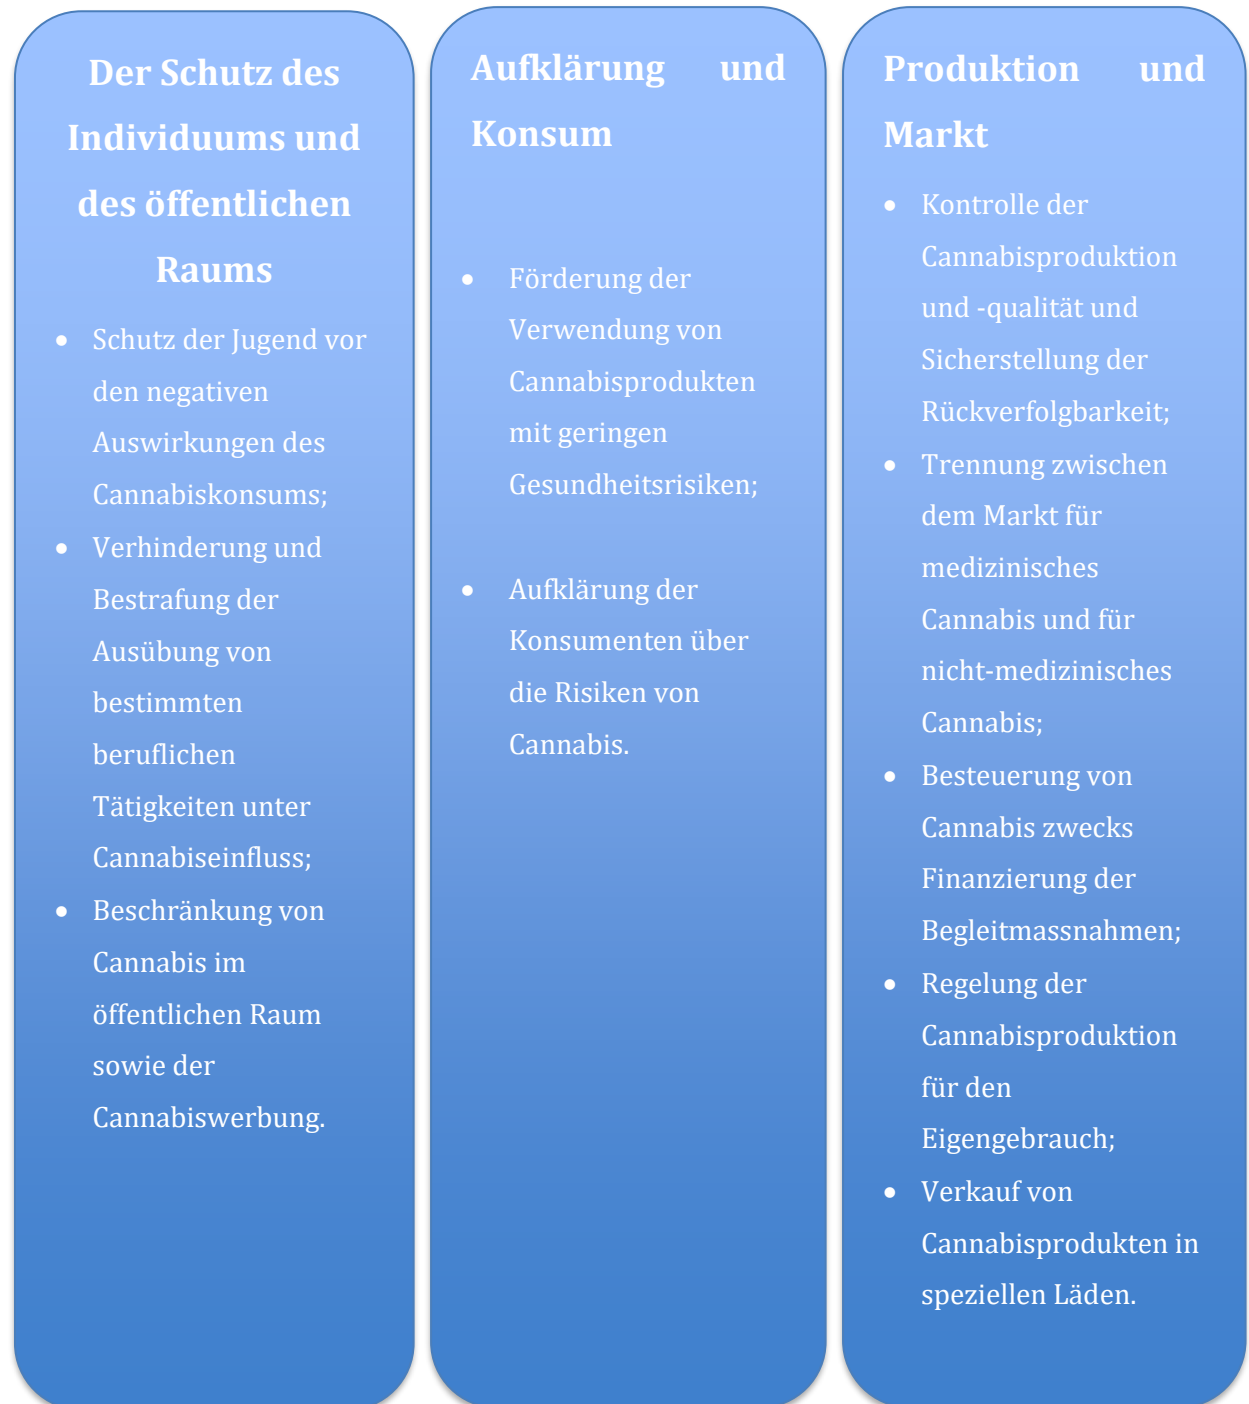 Der Schutz des
Individuums und
des öffentlichen
Raums
• Schutz der Jugend vor
den negativen
Auswirkungen des
Cannabiskonsums;
• Verhinderung und
Bestrafung der
Ausübung von
bestimmten
beruflichen
Tätigkeiten unter
Cannabiseinfluss;
• Beschränkung von
Cannabis im
öffentlichen Raum
sowie der
Cannabiswerbung.
Aufklärung und
Konsum
• Förderung der
Verwendung von
Cannabisprodukten
mit geringen
Gesundheitsrisiken;
• Aufklärung der
Konsumenten über
die Risiken von
Cannabis.
Produktion und
Markt
• Kontrolle der
Cannabisproduktion
und -qualität und
Sicherstellung der
Rückverfolgbarkeit;
• Trennung zwischen
dem Markt für
medizinisches
Cannabis und für
nicht-medizinisches
Cannabis;
• Besteuerung von
Cannabis zwecks
Finanzierung der
Begleitmassnahmen;
• Regelung der
Cannabisproduktion
für den
Eigengebrauch;
• Verkauf von
Cannabisprodukten in
speziellen Läden.